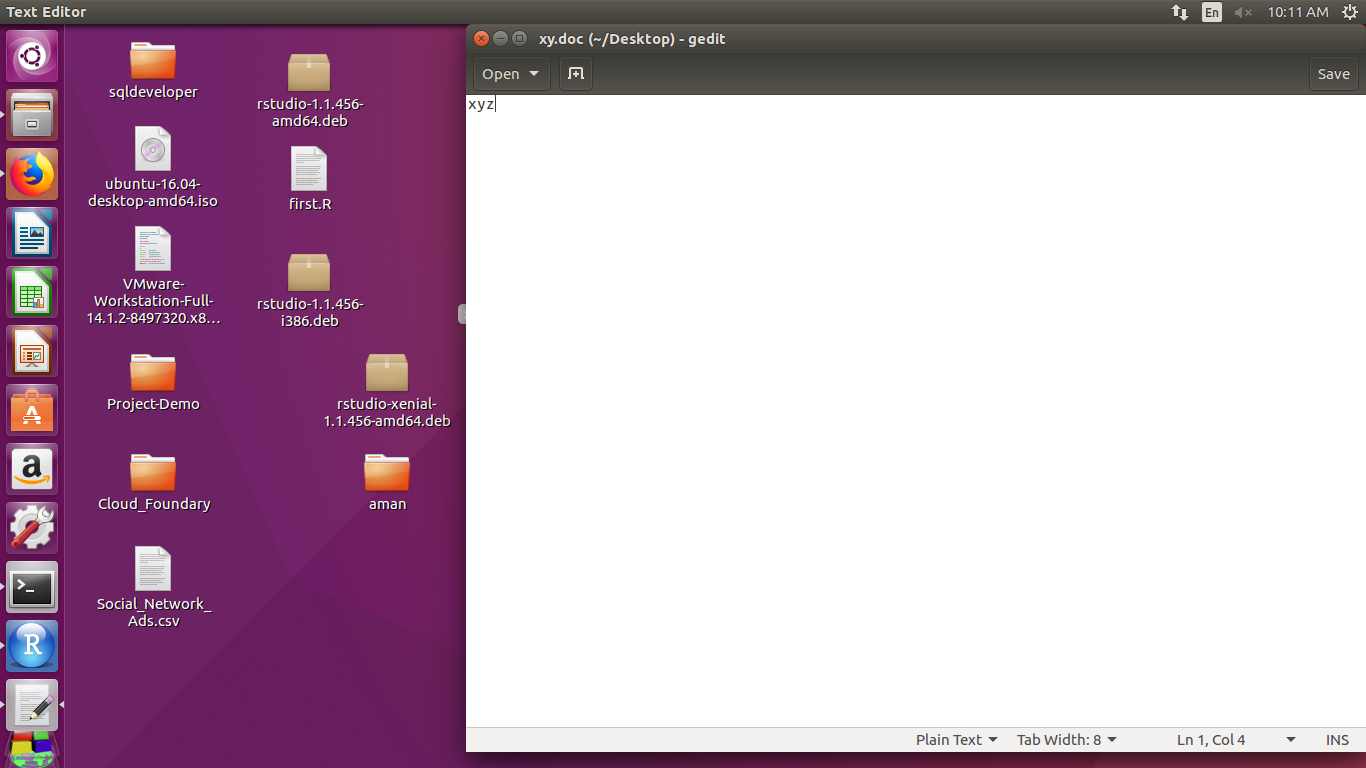 Text Editor
En
10:11 AM
sqldeveloper
rstudio-1.1.456-
amd64.deb
ubuntu-16.04-
desktop-amd64.iso
first.R
VMware-
Workstation-Full-
14.1.2-8497320.x8...
rstudio-1.1.456-
i386.deb
Project-Demo
rstudio-xenial-
1.1.456-amd64.deb
Cloud_Foundary
aman
Social_Network_
Ads.csv
xy.doc (~/Desktop) - gedit
Open
Save
xyz
Plain Text
Tab Width: 8
Ln 1, Col 4
INS